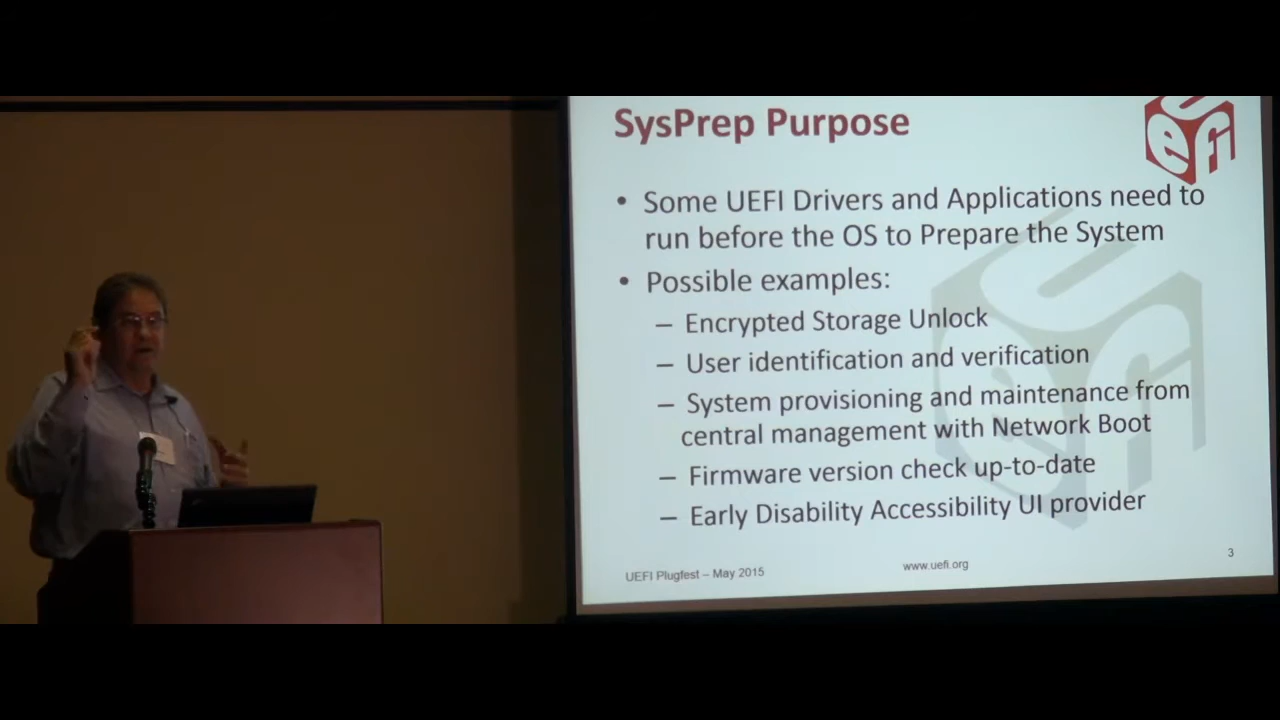 SysPrep Purpose
uefi
• Some UEFI Drivers and Applications need to
run before the OS to Prepare the System
• Possible examples:
– Encrypted Storage Unlock
– User identification and verification
– System provisioning and maintenance from
central management with Network Boot
– Firmware version check up-to-date
– Early Disability Accessibility UI provider
UEFI Plugfest – May 2015
www.uefi.org
3